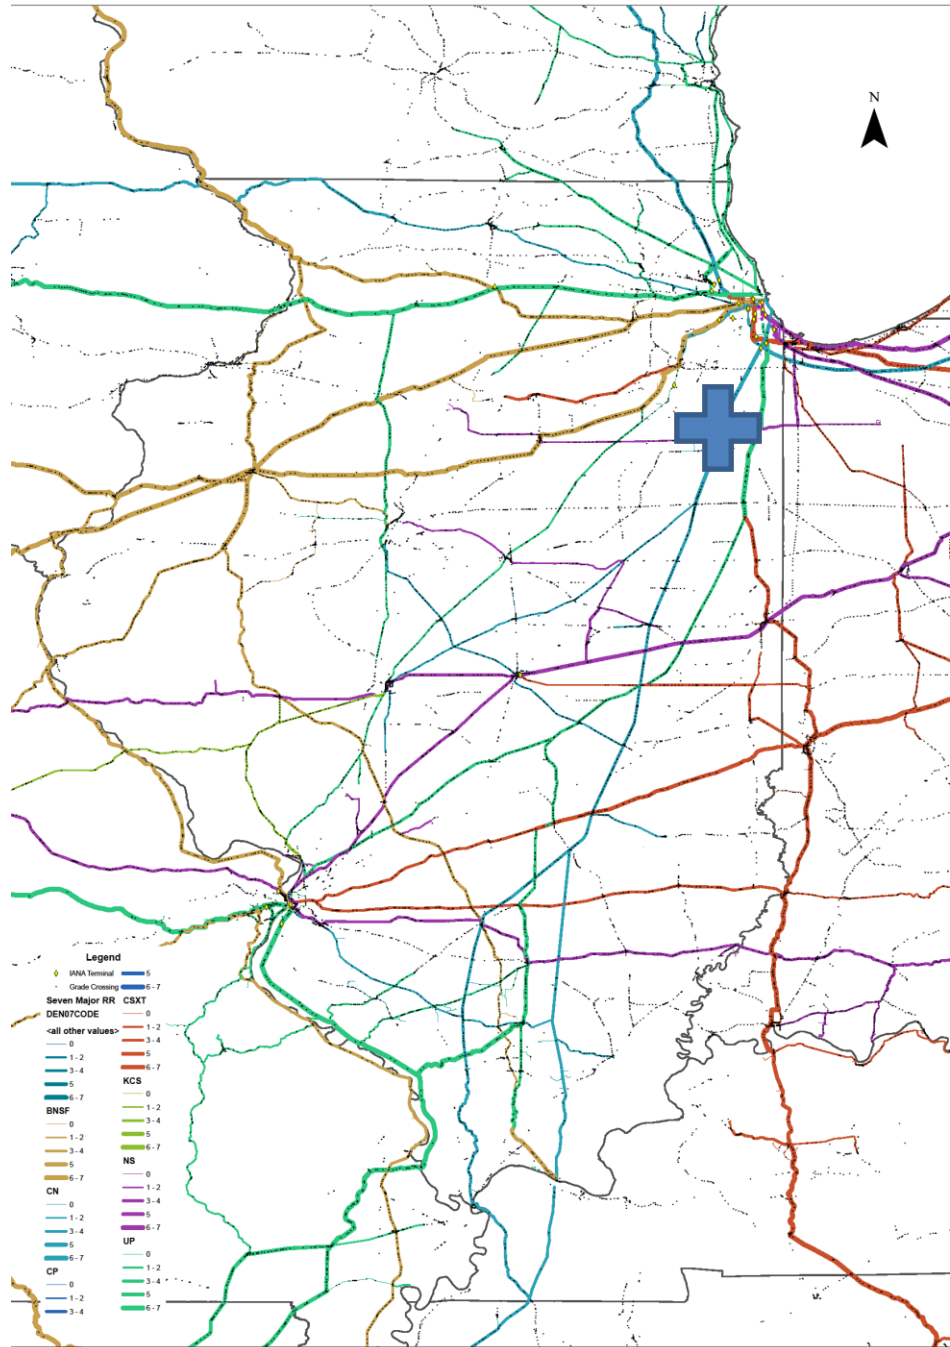 N
Legend
IANA Terminal
Grade Crossing
Seven Major RR
DEN07CODE
<all other values>
0
1 - 2
3 - 4
5
6 - 7
BNSF
0
1 - 2
3 - 4
5
6 - 7
CN
0
1 - 2
3 - 4
5
6 - 7
CP
0
1 - 2
3 - 4
5
6 - 7
CSXT
0
1 - 2
3 - 4
5
6 - 7
KCS
0
1 - 2
3 - 4
5
6 - 7
NS
0
1 - 2
3 - 4
5
6 - 7
UP
0
1 - 2
3 - 4
5
6 - 7